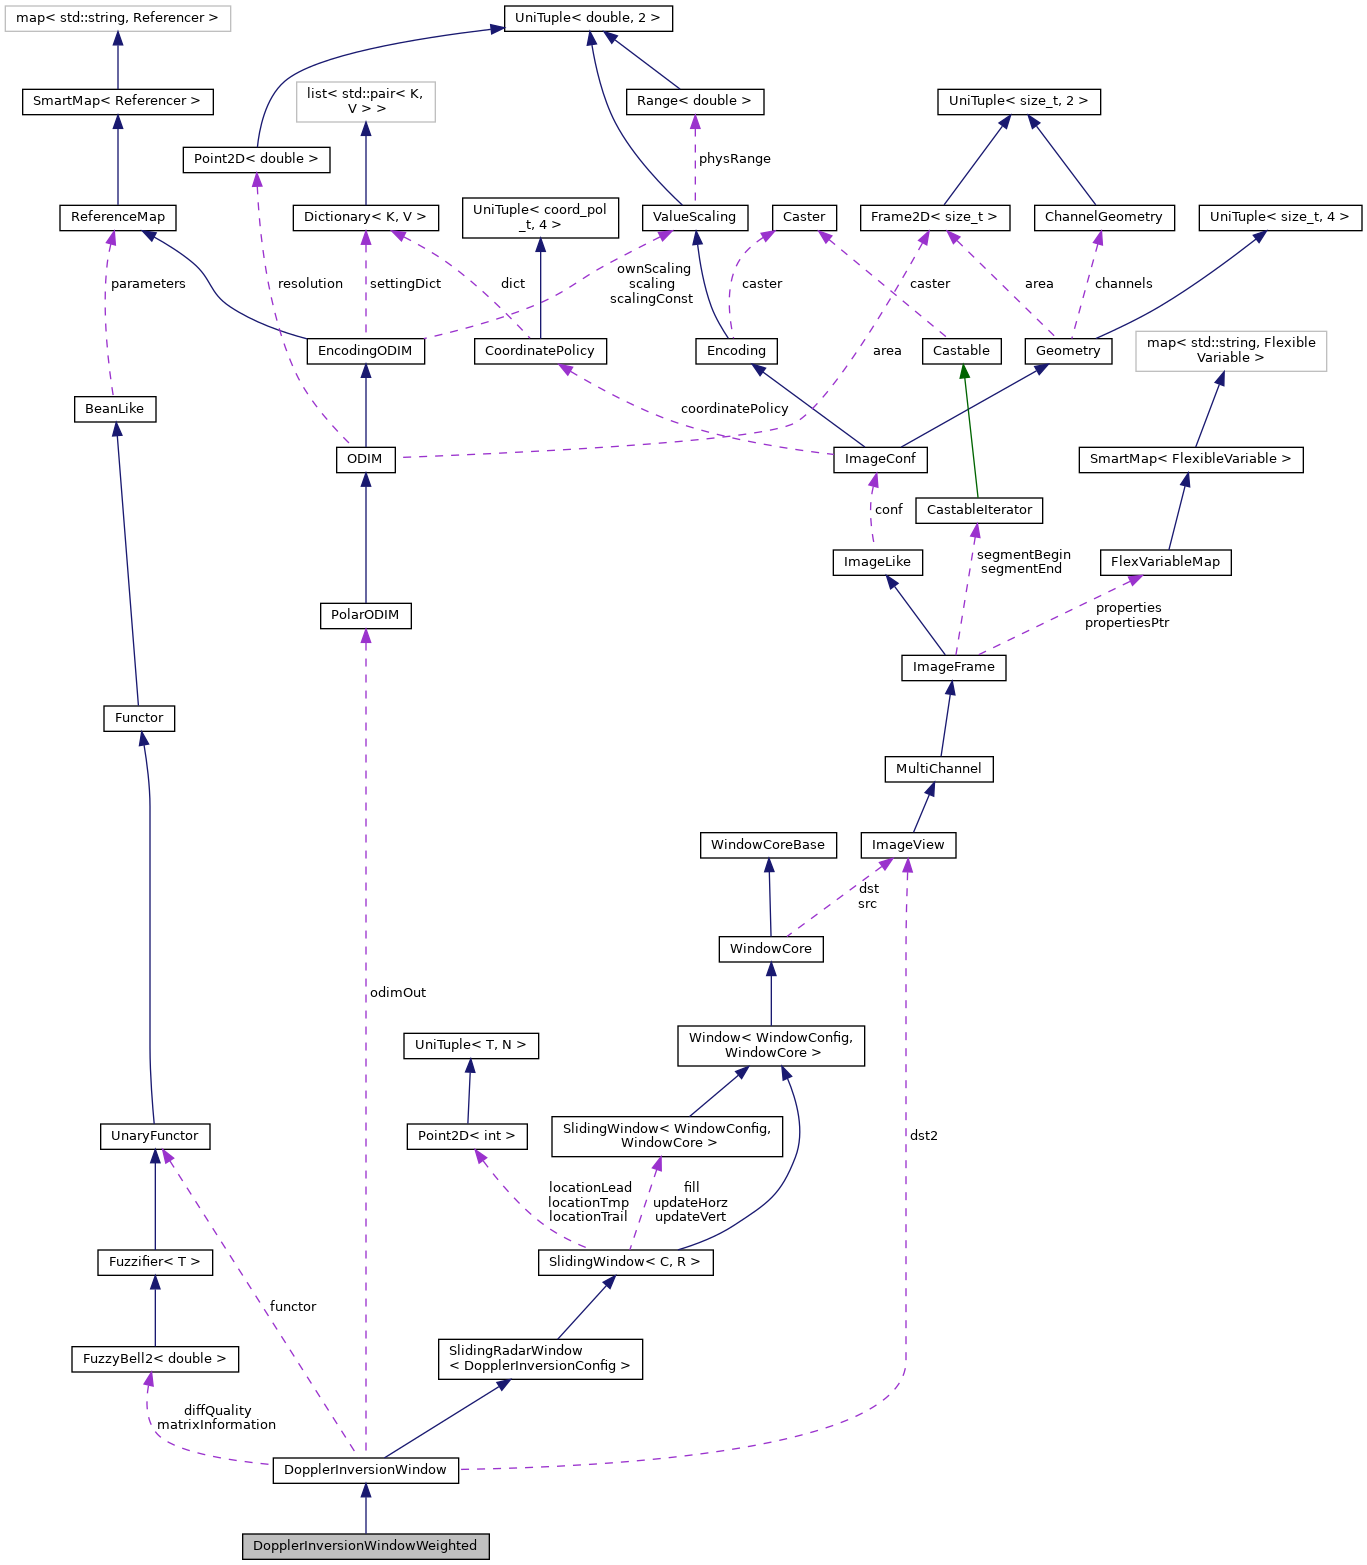 map< std::string, Referencer >
UniTuple< double, 2 >
list< std::pair< K,
V > >
SmartMap< Referencer >
Range< double >
UniTuple< size_t, 2 >
Point2D< double >
physRange
ReferenceMap
Dictionary< K, V >
UniTuple< coord_pol
_t, 4 >
ValueScaling
Caster
Frame2D< size_t >
ChannelGeometry
UniTuple< size_t, 4 >
parameters
resolution
settingDict
dict
ownScaling
scaling
scalingConst
caster
caster
area
channels
EncodingODIM
CoordinatePolicy
Encoding
area
Castable
Geometry
map< std::string, Flexible
Variable >
BeanLike
coordinatePolicy
ODIM
ImageConf
SmartMap< FlexibleVariable >
conf
CastableIterator
ImageLike
segmentBegin
segmentEnd
FlexVariableMap
PolarODIM
properties
propertiesPtr
ImageFrame
Functor
MultiChannel
WindowCoreBase
ImageView
dst
src
WindowCore
odimOut
UniTuple< T, N >
Window< WindowConfig,
WindowCore >
UnaryFunctor
Point2D< int >
SlidingWindow< WindowConfig,
WindowCore >
dst2
locationLead
locationTmp
locationTrail
fill
updateHorz
updateVert
Fuzzifier< T >
SlidingWindow< C, R >
functor
FuzzyBell2< double >
SlidingRadarWindow
< DopplerInversionConfig >
diffQuality
matrixInformation
DopplerInversionWindow
DopplerInversionWindowWeighted